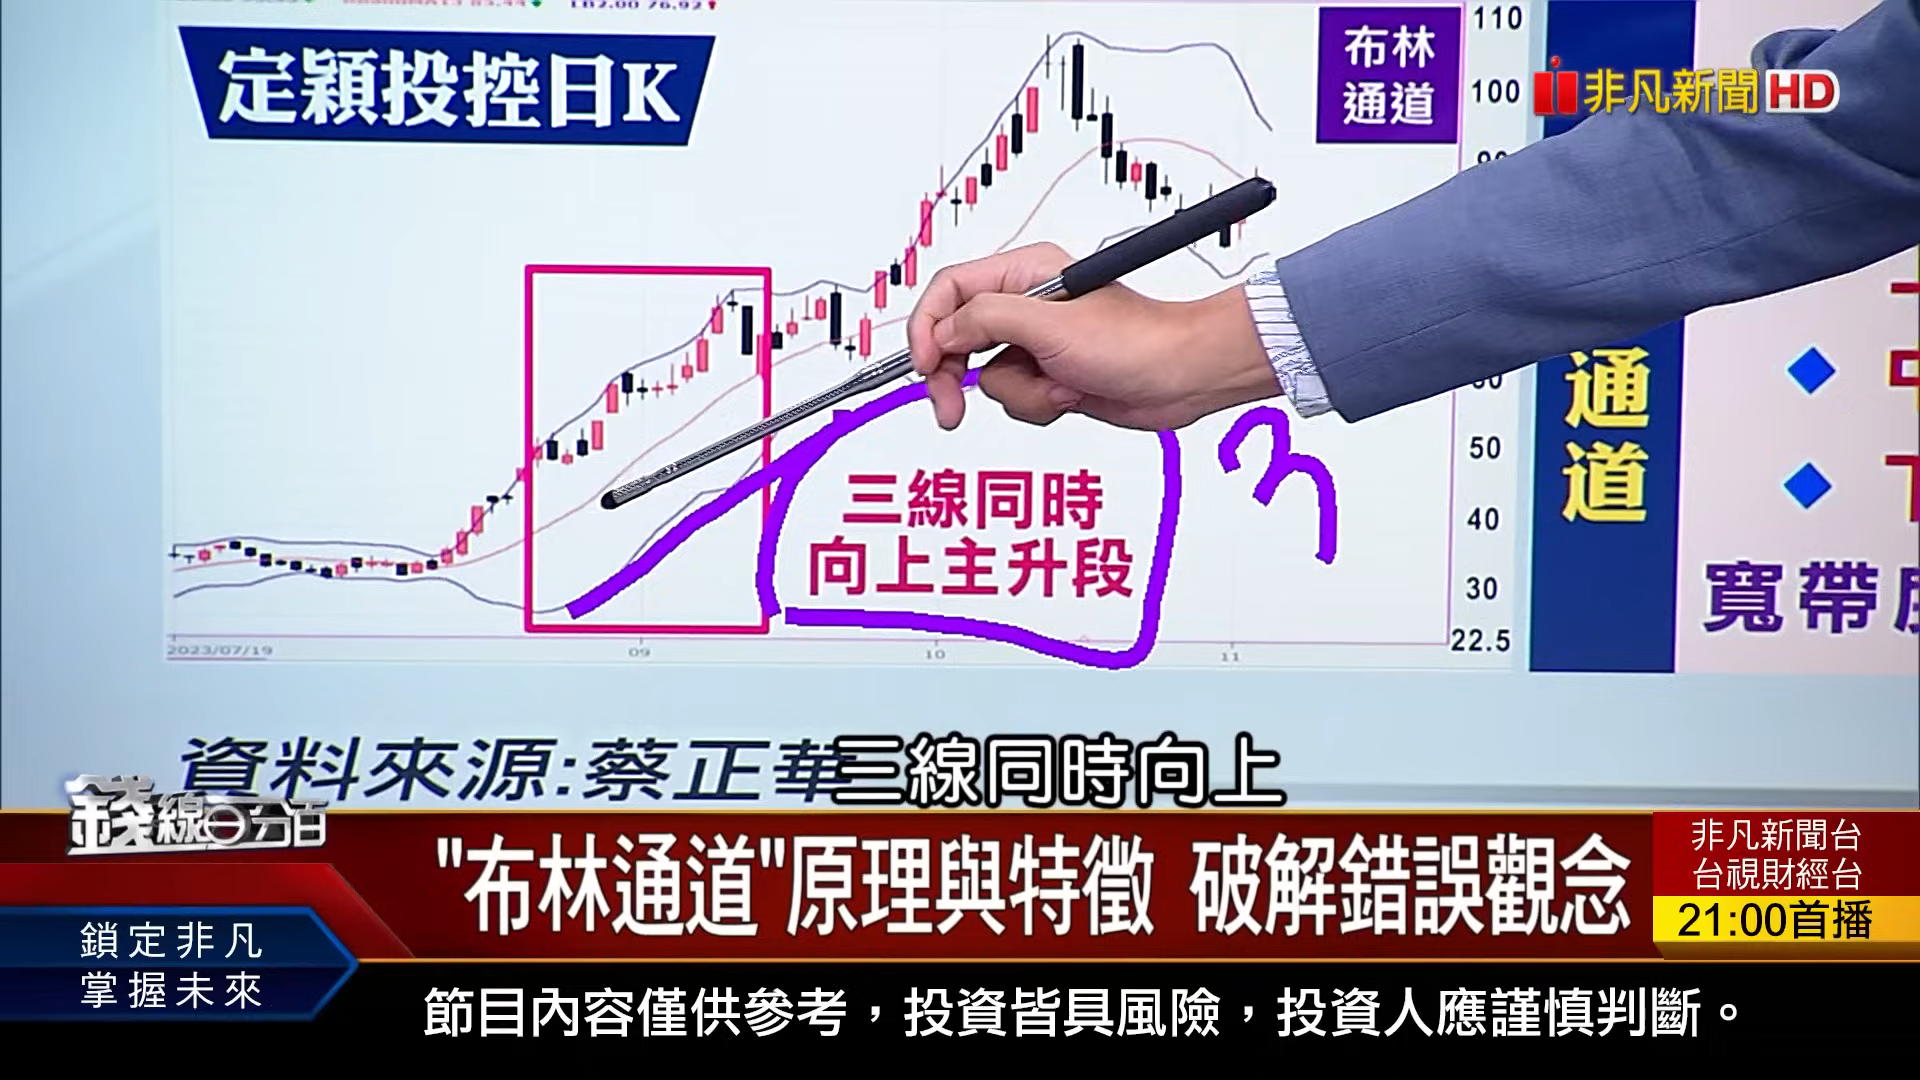 定穎投控日K
布林
通道
110
非凡新聞HD
100
50
40
30
22.5
三線同時
向上主升段
3
通
道
寬帶
2023/07/19
09
10
11
資料來源:蔡正華
三線同時向上
錢線百分百
"布林通道"原理與特徵 破解錯誤觀念
非凡新聞台
台視財經台
21:00首播
鎖定非凡
掌握未來
節目內容僅供參考，投資皆具風險，投資人應謹慎判斷。